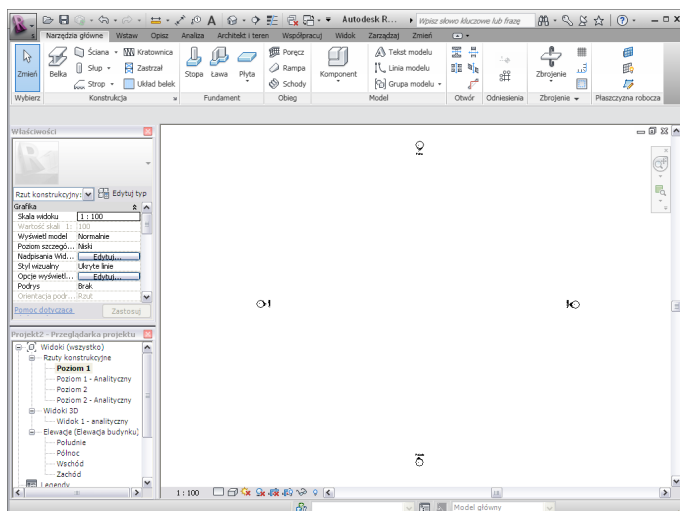 Autodesk R...
Wpisz słowo kluczowe lub frazę
Narzędzia główne Wstaw Opisz Analiza Architekt i teren Współpracuj Widok Zarządzaj Zmień
Zmień
Belka
Ściana
Słup
Strop
Kratownica
Zastrzał
Układ belek
Stopa
Ława
Płyta
Poręcz
Rampa
Schody
Komponent
A Tekst modelu
Linia modelu
Grupa modelu
Zbrojenie
Wybierz Konstrukcja Fundament Obieg Model Otwór Odniesienia Zbrojenie Płaszczyzna robocza
Właściwości
Rzut konstrukcyjny: Edytuj typ
Grafika
Skala widoku 1 : 100
Wartość skali 1: 100
Wyświetl model Normalnie
Poziom szczegó... Niski
Nadpisania Wid... Edytuj...
Styl wizualny Ukryte linie
Opcje wyświetl... Edytuj...
Podrys Brak
Orientacja podr... Rzut
Pomoc dotycząca Zastosuj
Projekt2 - Przeglądarka projektu
Widoki (wszystko)
Rzuty konstrukcyjne
Poziom 1
Poziom 1 - Analityczny
Poziom 2
Poziom 2 - Analityczny
Widoki 3D
Widok 1 - analityczny
Elewacje (Elewacja budynku)
Południe
Północ
Wschód
Zachód
Legendy
1 : 100
Model główny